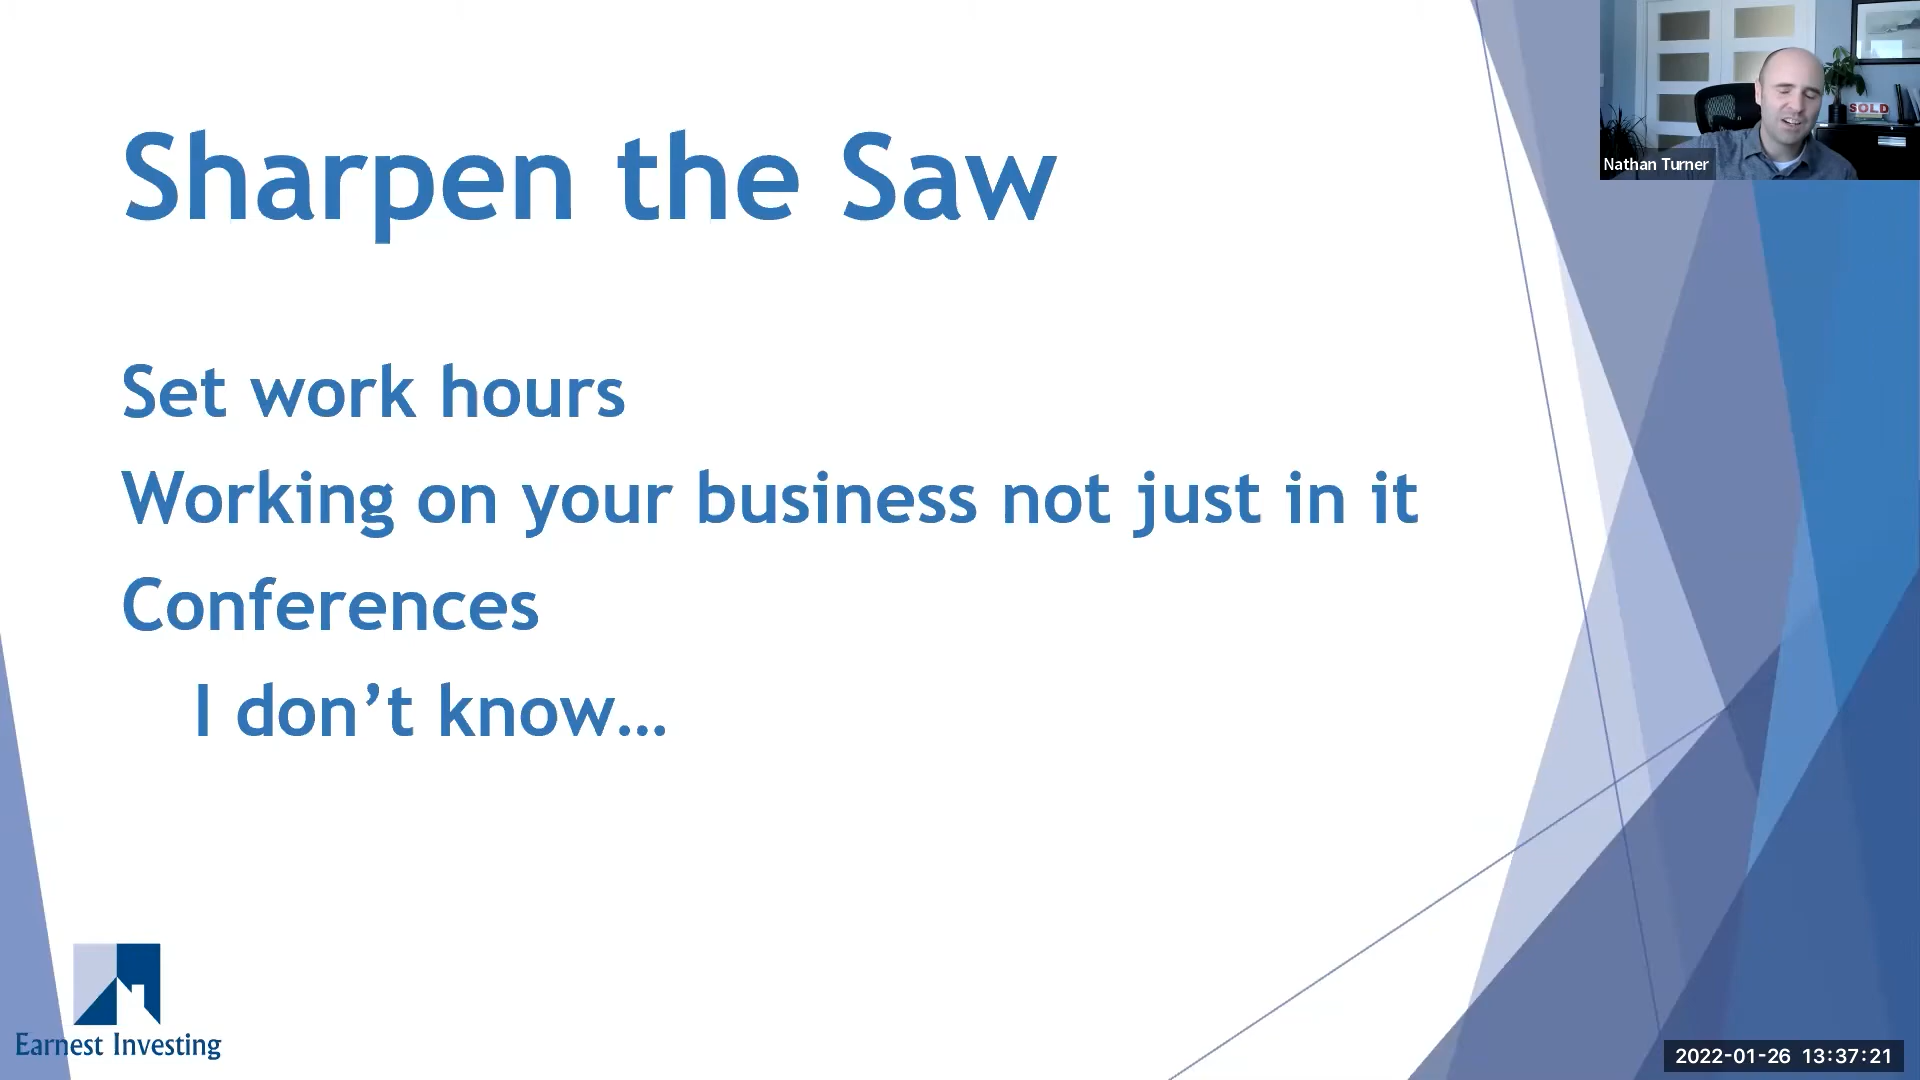 Sharpen the Saw
SOLD
Nathan Turner
Set work hours
Working on your business not just in it
Conferences
I don’t know...
Earnest Investing
2022-01-26 13:37:21